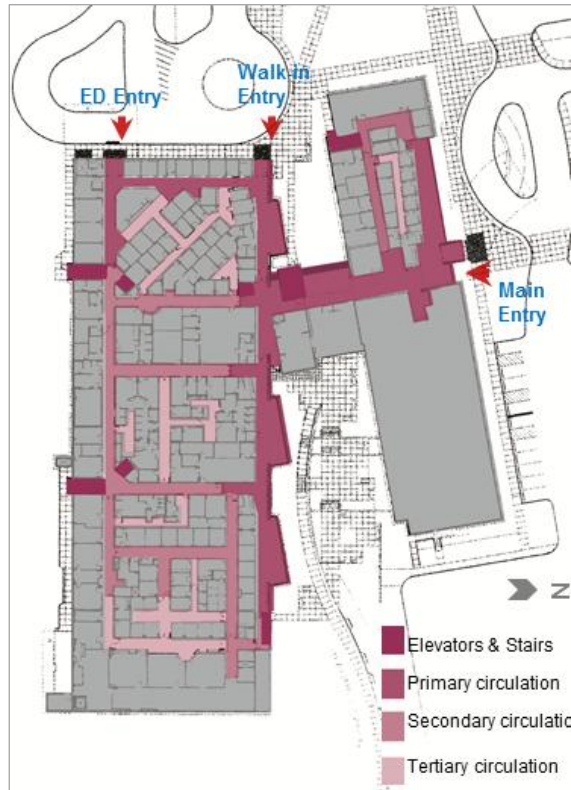 ED Entry
Walk-in
Entry
Main
Entry
N
Elevators & Stairs
Primary circulation
Secondary circulatio
Tertiary circulation